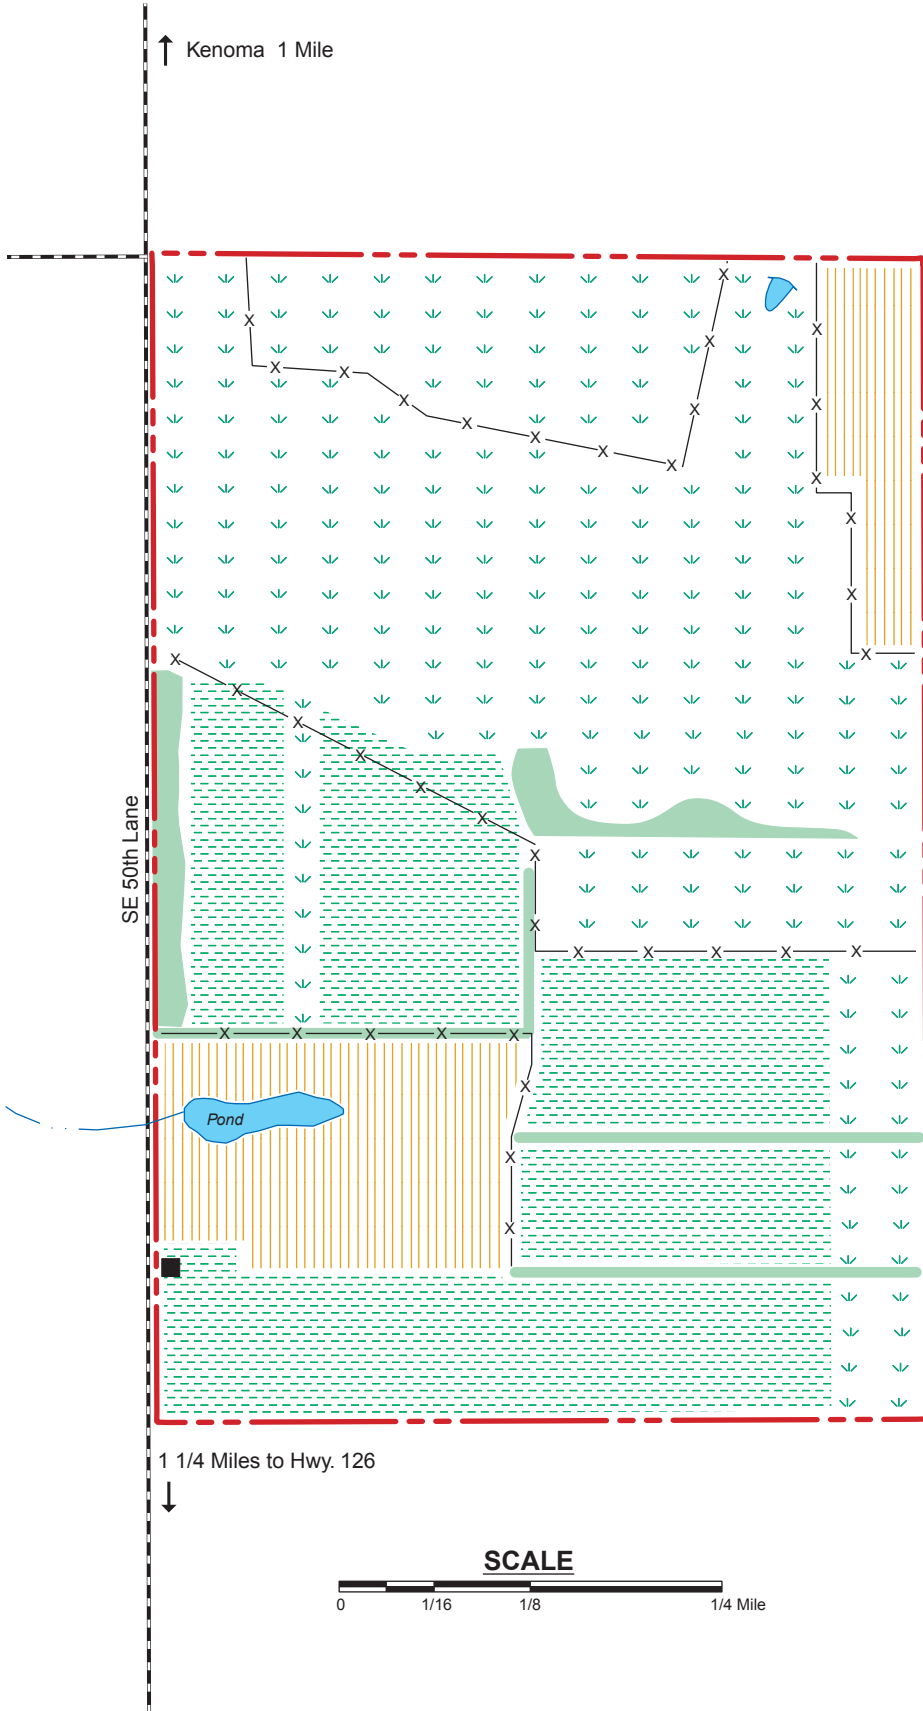 Kenoma 1 Mile
SE 50th Lane
Pond
1 1/4 Miles to Hwy. 126
SCALE
0 1/16 1/8 1/4 Mile